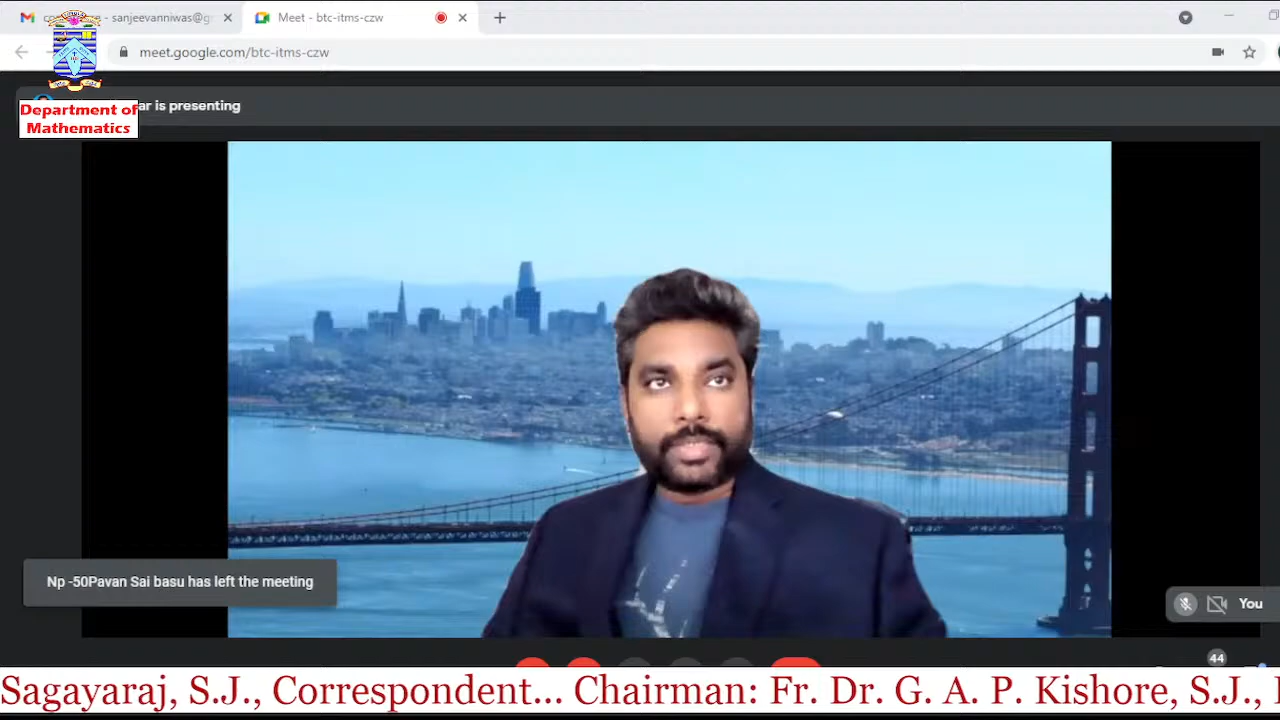 sanjeevanniwas@g
Meet - btc-itms-czw
meet.google.com/btc-itms-czw
ar is presenting
Department of
Mathematics
Np -50Pavan Sai basu has left the meeting
You
44
Sagayaraj, S.J., Correspondent... Chairman: Fr. Dr. G. A. P. Kishore, S.J.,